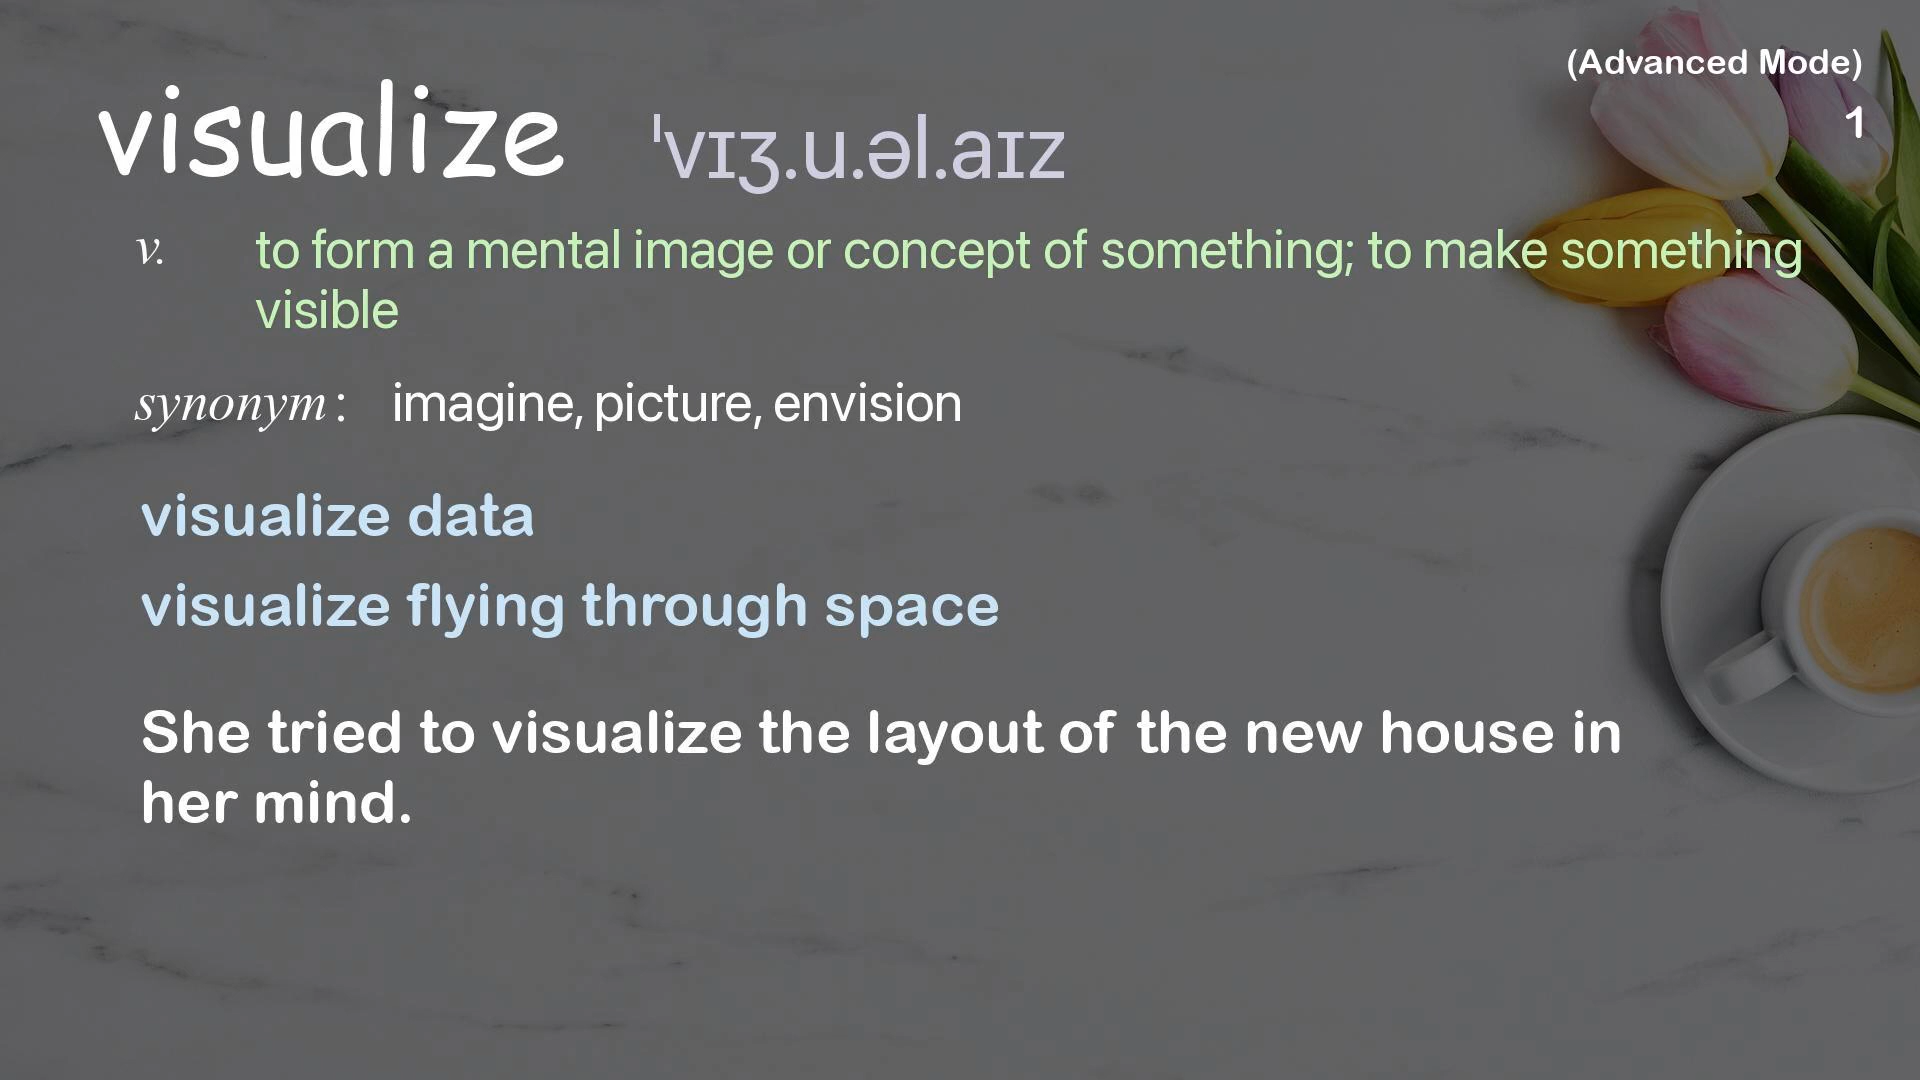 (Advanced Mode)
1
visualize ˈvɪʒ.u.əl.aɪz
v. to form a mental image or concept of something; to make something
visible
synonym: imagine, picture, envision
visualize data
visualize flying through space
She tried to visualize the layout of the new house in
her mind.